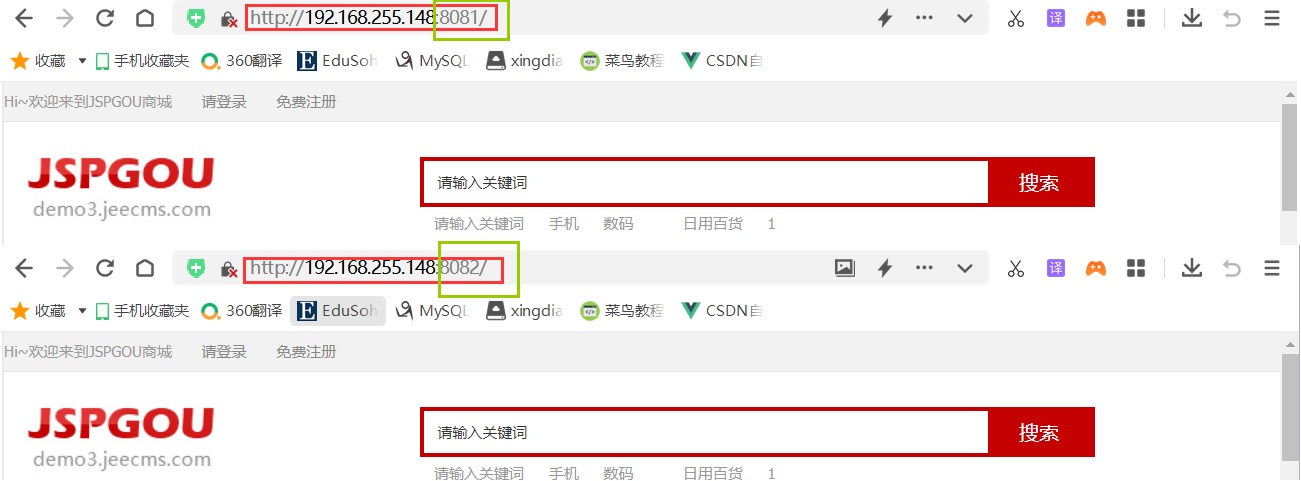 http://192.168.255.148:8081/
译
收藏 手机收藏夹 360翻译 EduSoh MySQL xingdia 菜鸟教程 CSDN自
Hi~欢迎来到JSPGOU商城 请登录 免费注册
JSPGOU
demo3.jeecms.com
请输入关键词 搜索
请输入关键词 手机 数码 日用百货 1
http://192.168.255.148:8082/
译
收藏 手机收藏夹 360翻译 EduSoh MySQL xingdia 菜鸟教程 CSDN自
Hi~欢迎来到JSPGOU商城 请登录 免费注册
JSPGOU
demo3.jeecms.com
请输入关键词 搜索
请输入关键词 手机 数码 日用百货 1